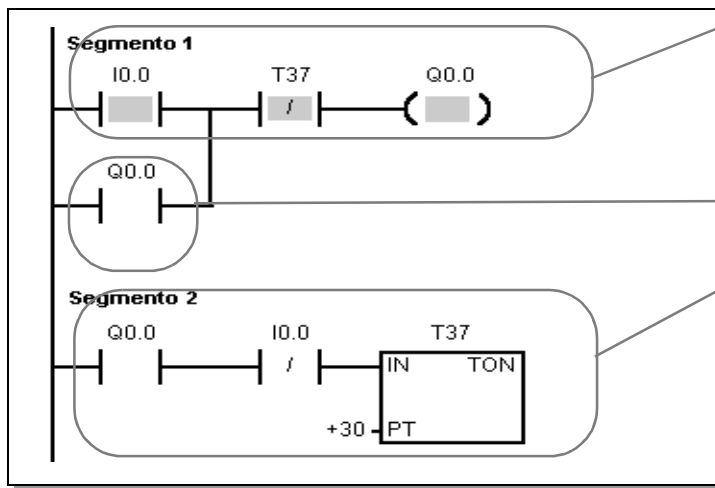 Segmento 1
I0.0 T37 Q0.0
/
Q0.0
Segmento 2
Q0.0 I0.0 T37
/ IN TON
+30 PT